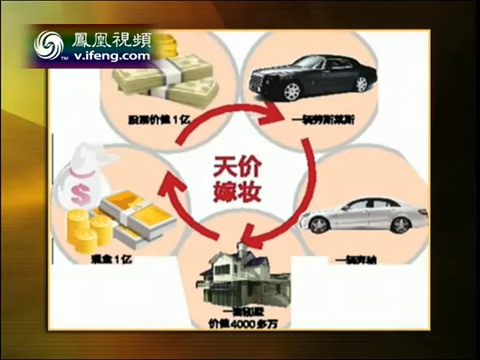 鳳凰視頻
TM v.ifeng.com
股票价值1亿
一辆劳斯莱斯
天价
嫁妆
现金1亿
一辆奔驰
一套别墅
价值4000多万